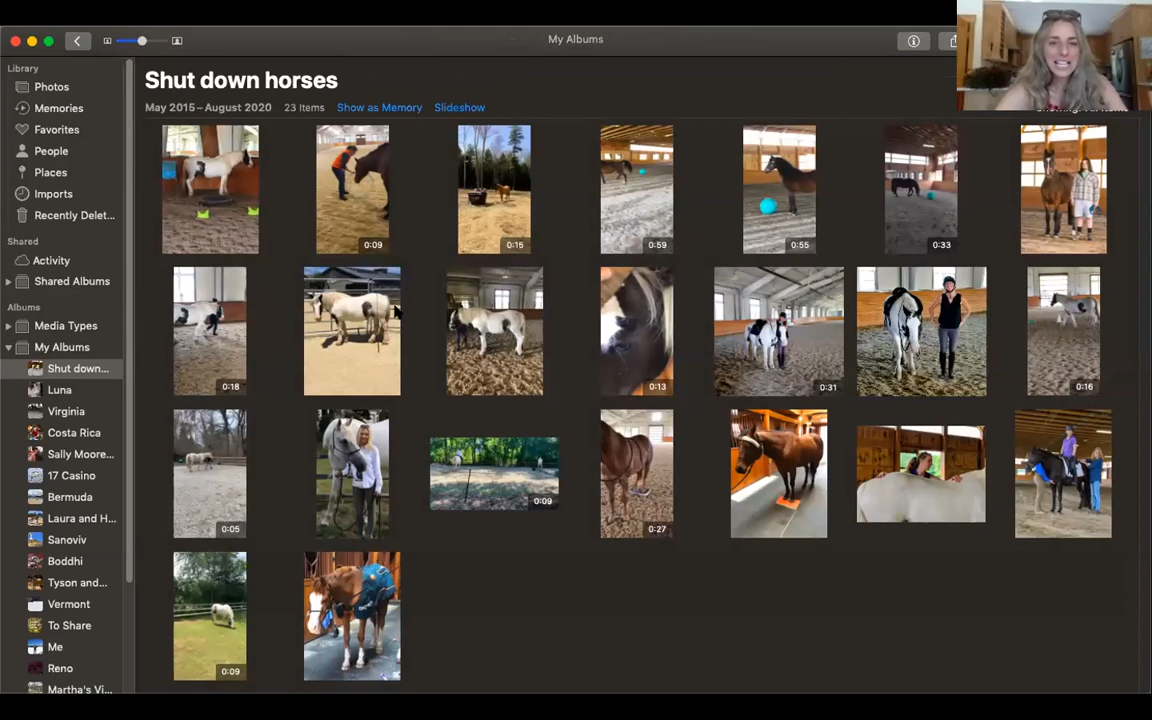 My Albums
Library
Photos
Memories
Favorites
People
Places
Imports
Recently Delet...
Shared
Activity
Shared Albums
Albums
Media Types
My Albums
Shut down...
Luna
Virginia
Costa Rica
Sally Moore...
17 Casino
Bermuda
Laura and H...
Sanoviv
Boddhi
Tyson and...
Vermont
To Share
Me
Reno
Martha's Vi...
Shut down horses
May 2015–August 2020 23 Items Show as Memory Slideshow
0:09 0:15 0:59 0:55 0:33
0:18 0:13 0:31 0:16
0:05 0:09 0:27
0:09